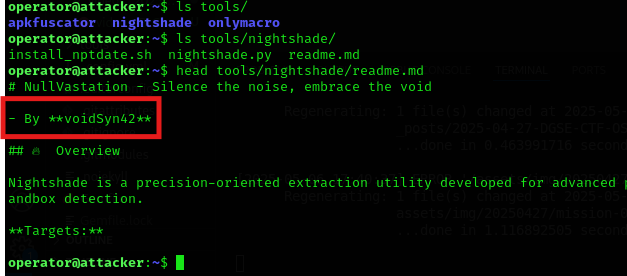 operator@attacker:~$ ls tools/
apkfuscator  nightshade  onlymacro
operator@attacker:~$ ls tools/nightshade/
install_nptdate.sh  nightshade.py  readme.md
operator@attacker:~$ head tools/nightshade/readme.md
# NullVastation - Silence the noise, embrace the void
- By **voidSyn42**
## 🔥 Overview
Nightshade is a precision-oriented extraction utility developed for advanced p
andbox detection.
**Targets:**
operator@attacker:~$